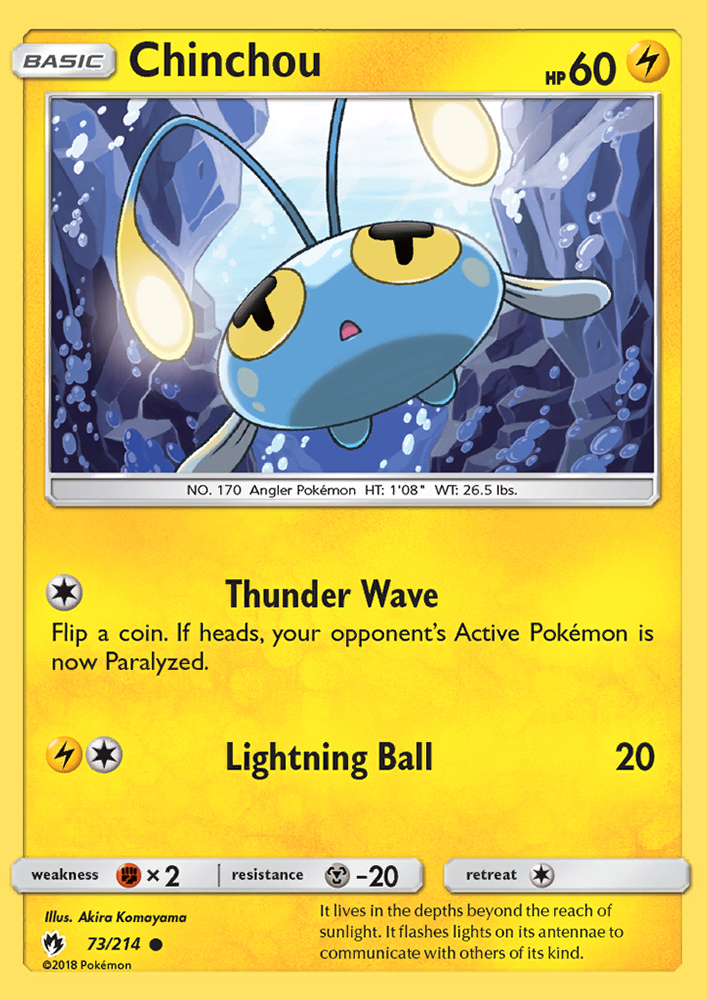 BASIC Chinchou HP 60
NO. 170 Angler Pokémon HT: 1'08" WT: 26.5 lbs.
Thunder Wave
Flip a coin. If heads, your opponent's Active Pokémon is
now Paralyzed.
Lightning Ball 20
weakness ×2 resistance -20 retreat
Illus. Akira Komayama
73/214
©2018 Pokémon
It lives in the depths beyond the reach of
sunlight. It flashes lights on its antennae to
communicate with others of its kind.